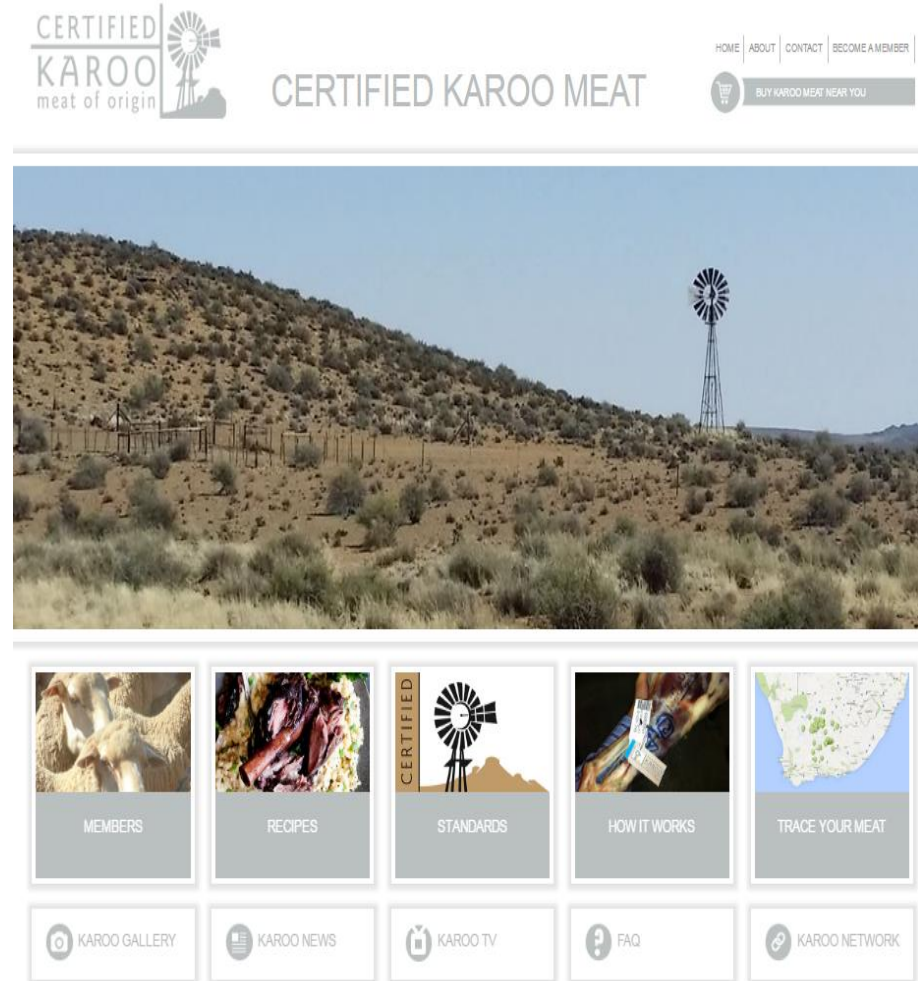 CERTIFIED
KAROO
meat of origin
CERTIFIED KAROO MEAT
HOME
ABOUT
CONTACT
BECOME A MEMBER
BUY KAROO MEAT NEAR YOU
CERTIFIED
MEMBERS
RECIPES
STANDARDS
HOW IT WORKS
TRACE YOUR MEAT
KAROO GALLERY
KAROO NEWS
KAROO TV
FAQ
KAROO NETWORK